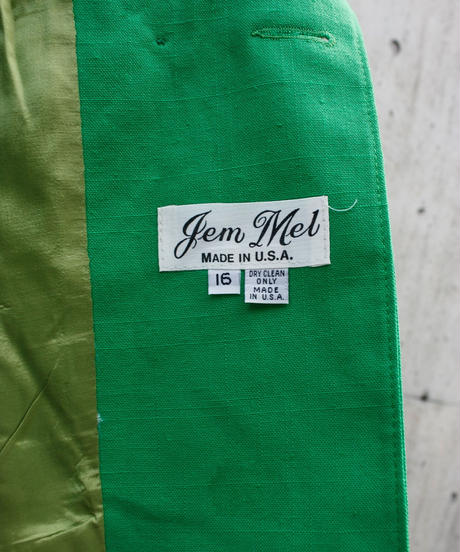 Jem Mel
MADE IN U.S.A.
16
DRY CLEAN
ONLY
MADE
IN U.S.A.